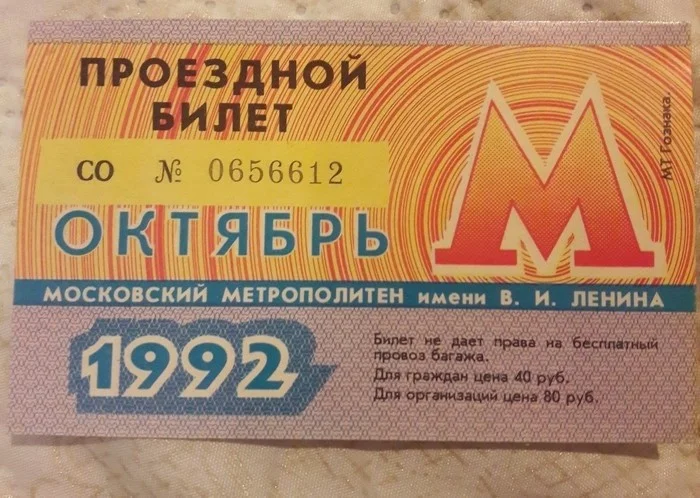 ПРОЕЗДНОЙ
БИЛЕТ
СО № 0656612
ОКТЯБРЬ
М
МТ Гознака.
МОСКОВСКИЙ МЕТРОПОЛИТЕН имени В. И. ЛЕНИНА
1992
Билет не дает права на бесплатный
провоз багажа.
Для граждан цена 40 руб.
Для организаций цена 80 руб.